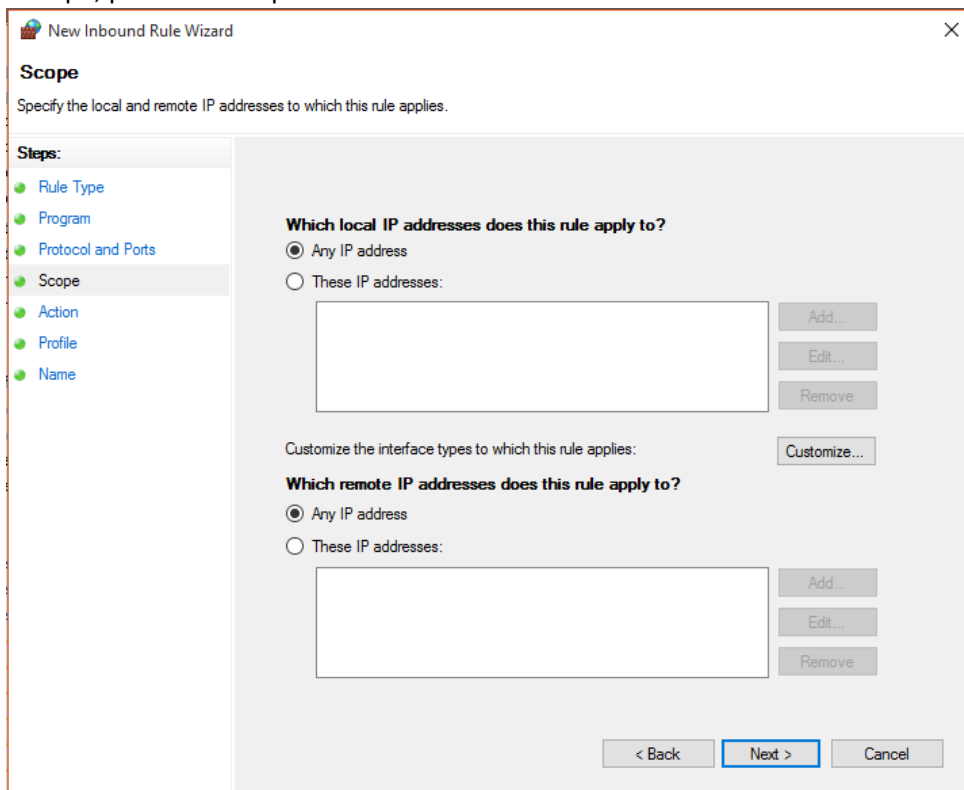 New Inbound Rule Wizard
Scope
Specify the local and remote IP addresses to which this rule applies.
Steps:
Rule Type
Program
Protocol and Ports
Scope
Action
Profile
Name
Which local IP addresses does this rule apply to?
Any IP address
These IP addresses:
Add...
Edit...
Remove
Customize the interface types to which this rule applies:
Customize...
Which remote IP addresses does this rule apply to?
Any IP address
These IP addresses:
Add...
Edit...
Remove
< Back
Next >
Cancel